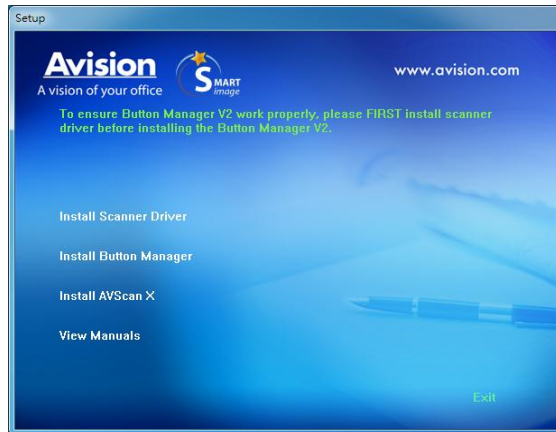 Setup
Avision
A vision of your office
SMART
image
www.avision.com
To ensure Button Manager V2 work properly, please FIRST install scanner
driver before installing the Button Manager V2.
Install Scanner Driver
Install Button Manager
Install AVScan X
View Manuals
Exit